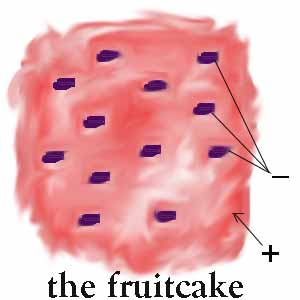 −
+
the fruitcake